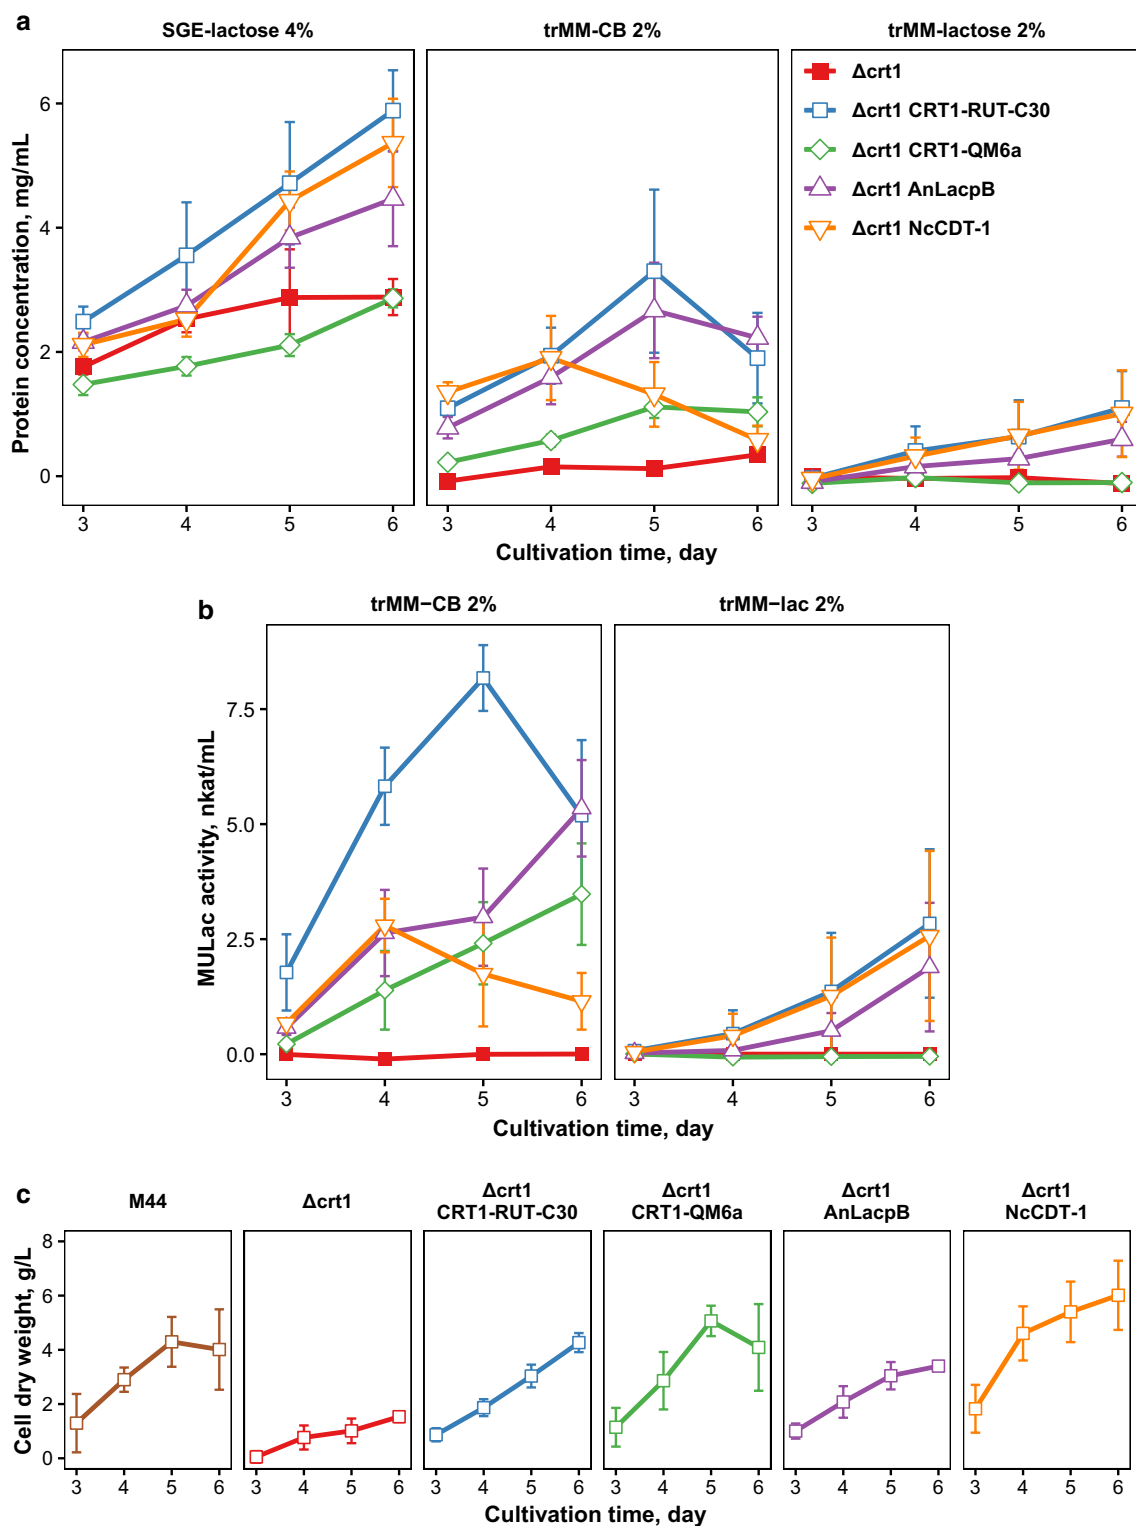 a
SGE-lactose 4%
trMM-CB 2%
trMM-lactose 2%
Protein concentration, mg/mL
6
4
2
0
Δcrt1
Δcrt1 CRT1-RUT-C30
Δcrt1 CRT1-QM6a
Δcrt1 AnLacpB
Δcrt1 NcCDT-1
3 4 5 6
3 4 5 6
3 4 5 6
Cultivation time, day
b
trMM−CB 2%
trMM−lac 2%
MULac activity, nkat/mL
7.5
5.0
2.5
0.0
3 4 5 6
3 4 5 6
Cultivation time, day
c
M44
Δcrt1
Δcrt1
CRT1-RUT-C30
Δcrt1
CRT1-QM6a
Δcrt1
AnLacpB
Δcrt1
NcCDT-1
Cell dry weight, g/L
8
6
4
2
0
3 4 5 6
3 4 5 6
3 4 5 6
3 4 5 6
3 4 5 6
3 4 5 6
Cultivation time, day